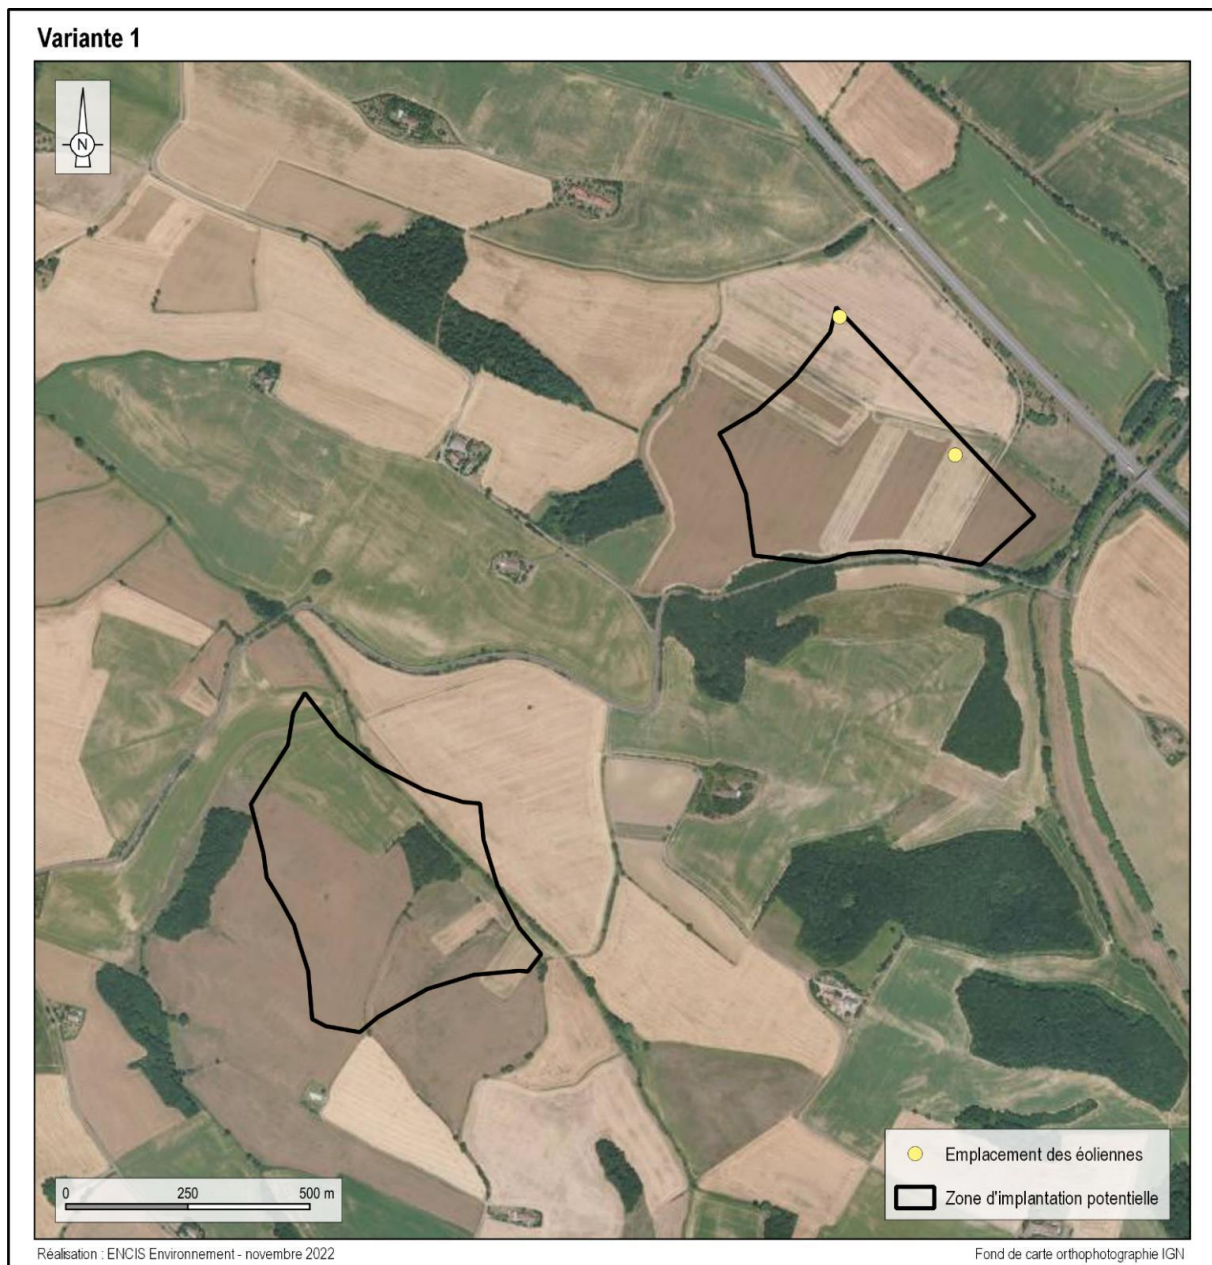 Variante 1
N
Emplacement des éoliennes
Zone d'implantation potentielle
0 250 500 m
Réalisation : ENCIS Environnement - novembre 2022
Fond de carte orthophotographie IGN